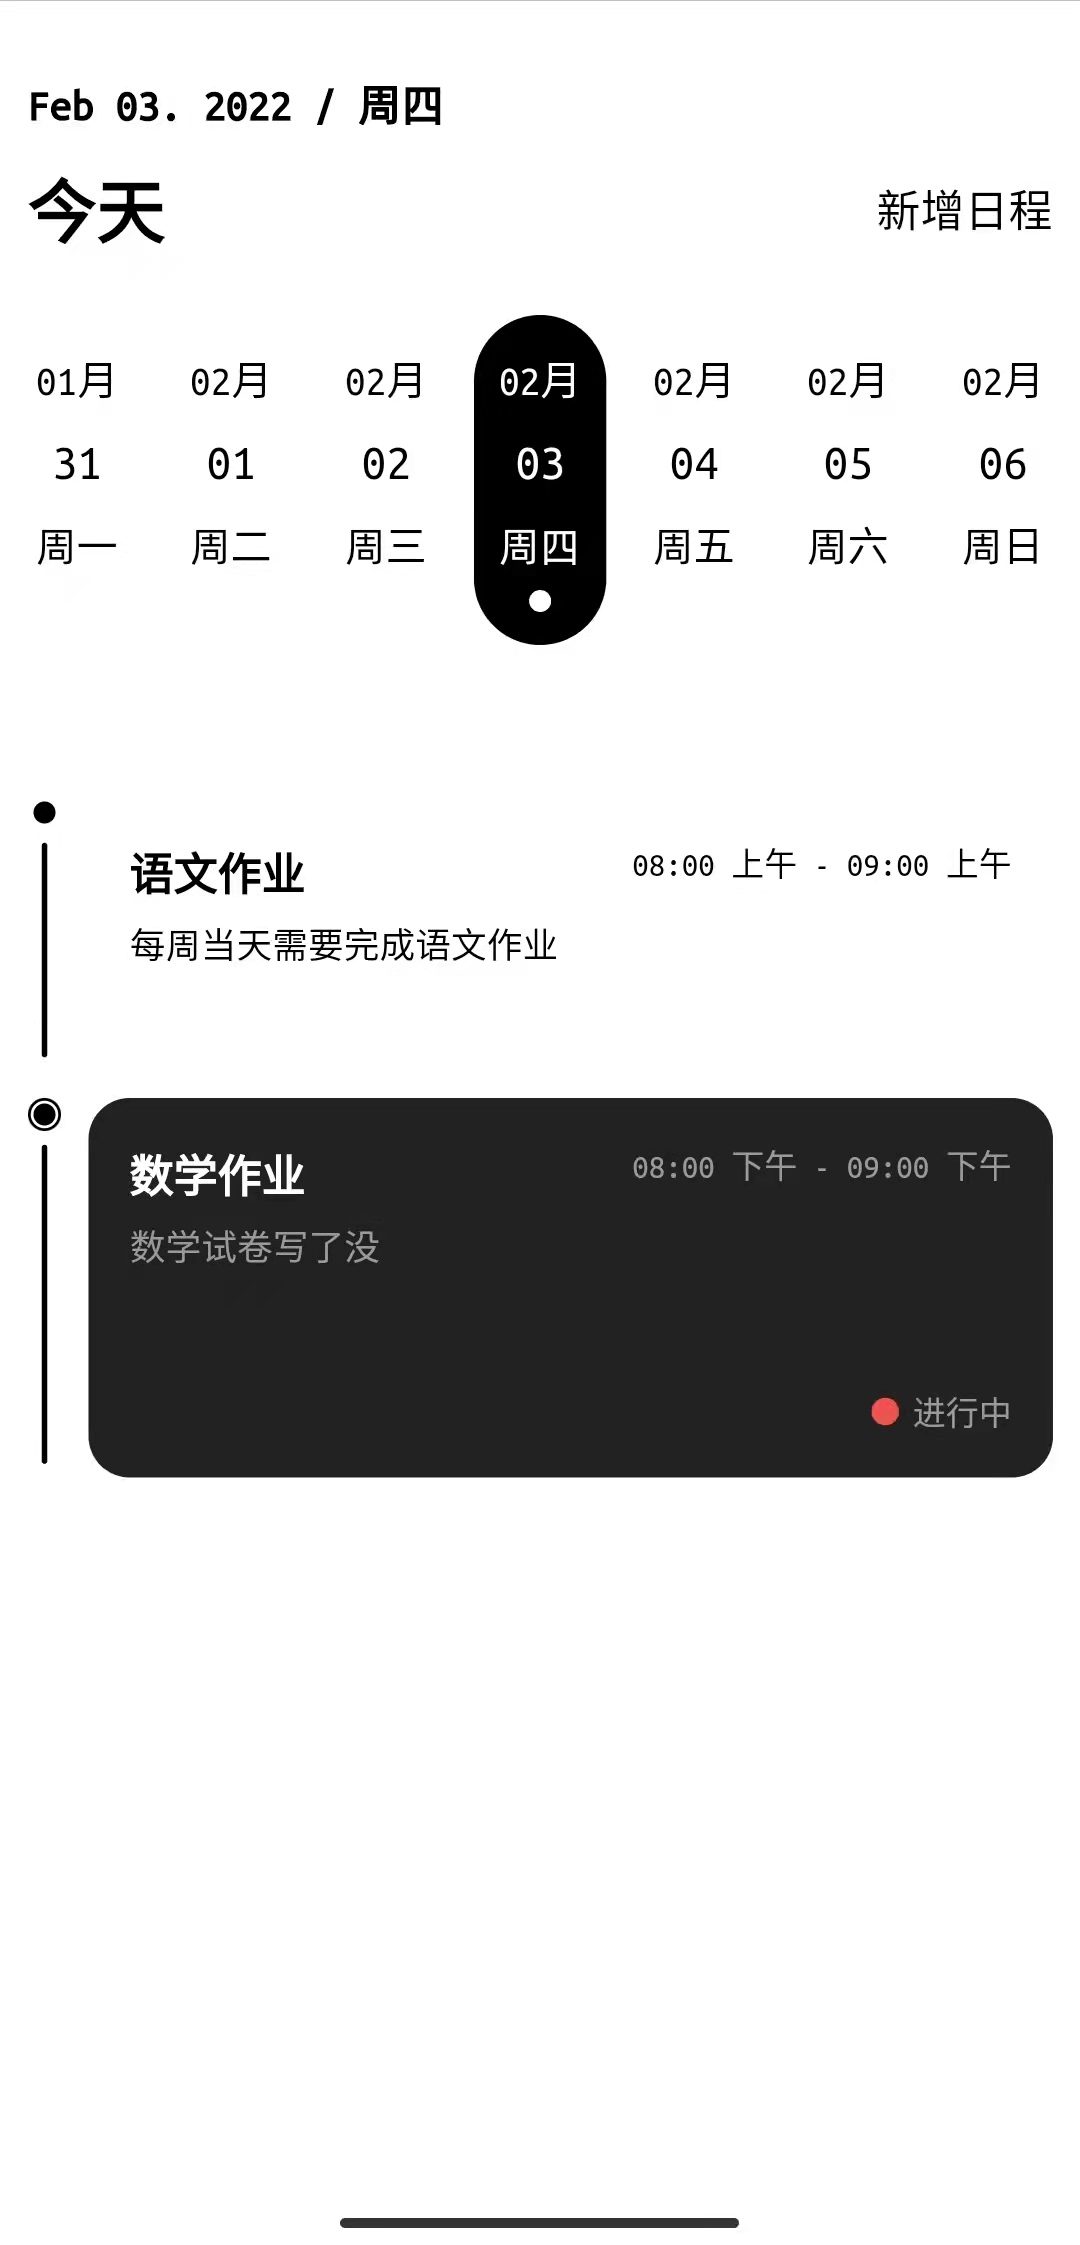 Feb 03. 2022 / 周四
今天
新增日程
01月 02月 02月 02月 02月 02月 02月
31 01 02 03 04 05 06
周一 周二 周三 周四 周五 周六 周日
语文作业 08:00 上午 - 09:00 上午
每周当天需要完成语文作业
数学作业 08:00 下午 - 09:00 下午
数学试卷写了没
进行中